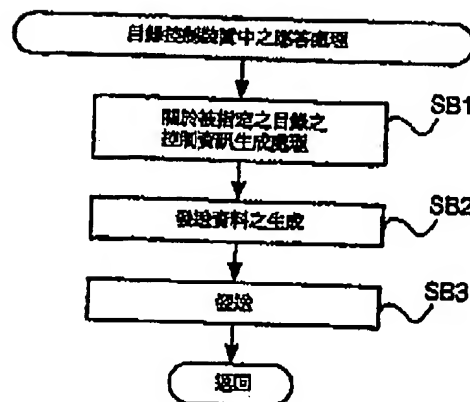 目錄控制裝置中之應答處理
關於被指定之目錄之
控制資訊生成處理
SB1
發送資料之生成
SB2
發送
SB3
返回